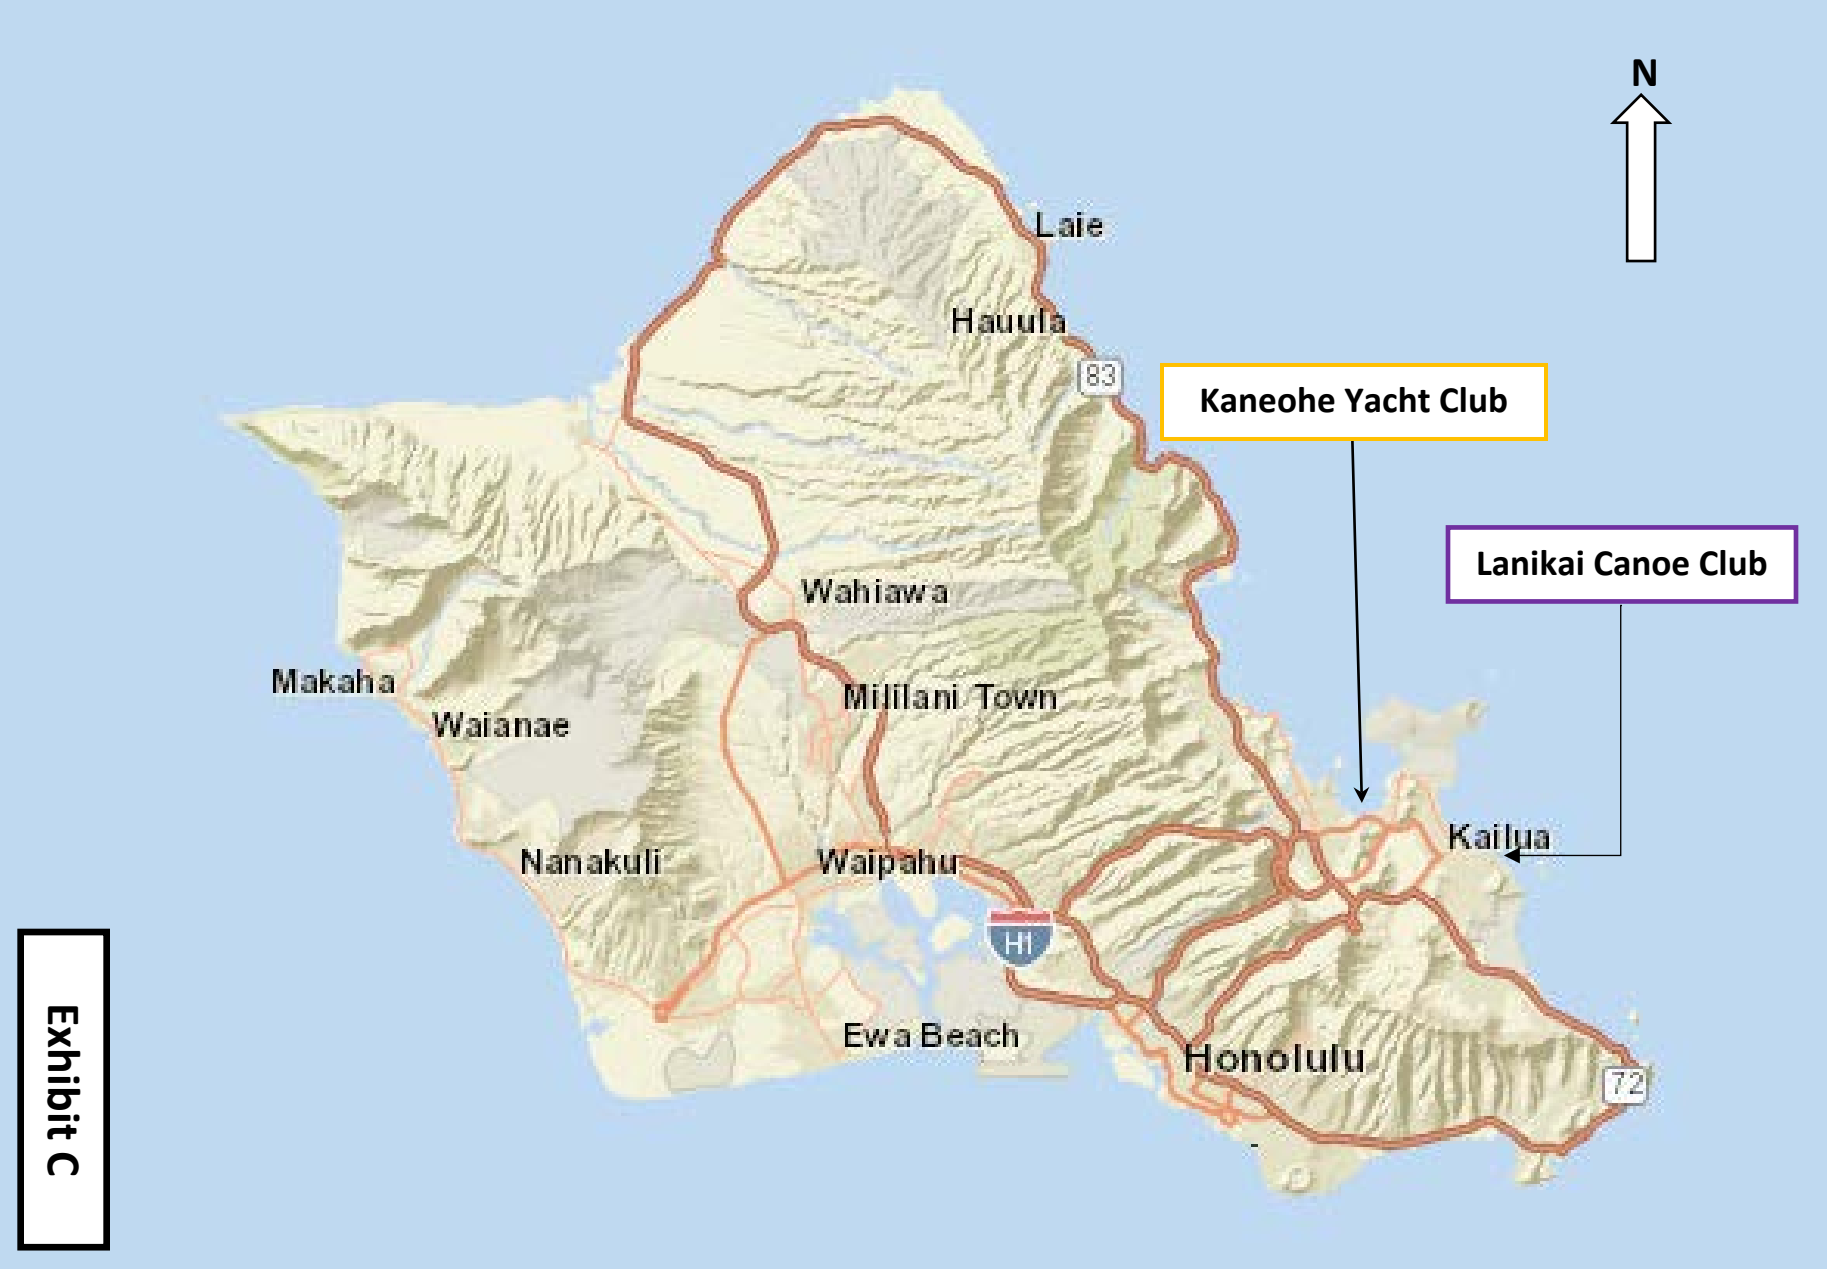 N
Laie
Hauula
83
Kaneohe Yacht Club
Lanikai Canoe Club
Wahiawa
Makaha
Mililani Town
Waianae
Kailua
Nanakuli
Waipahu
H1
Ewa Beach
Honolulu
72
Exhibit C